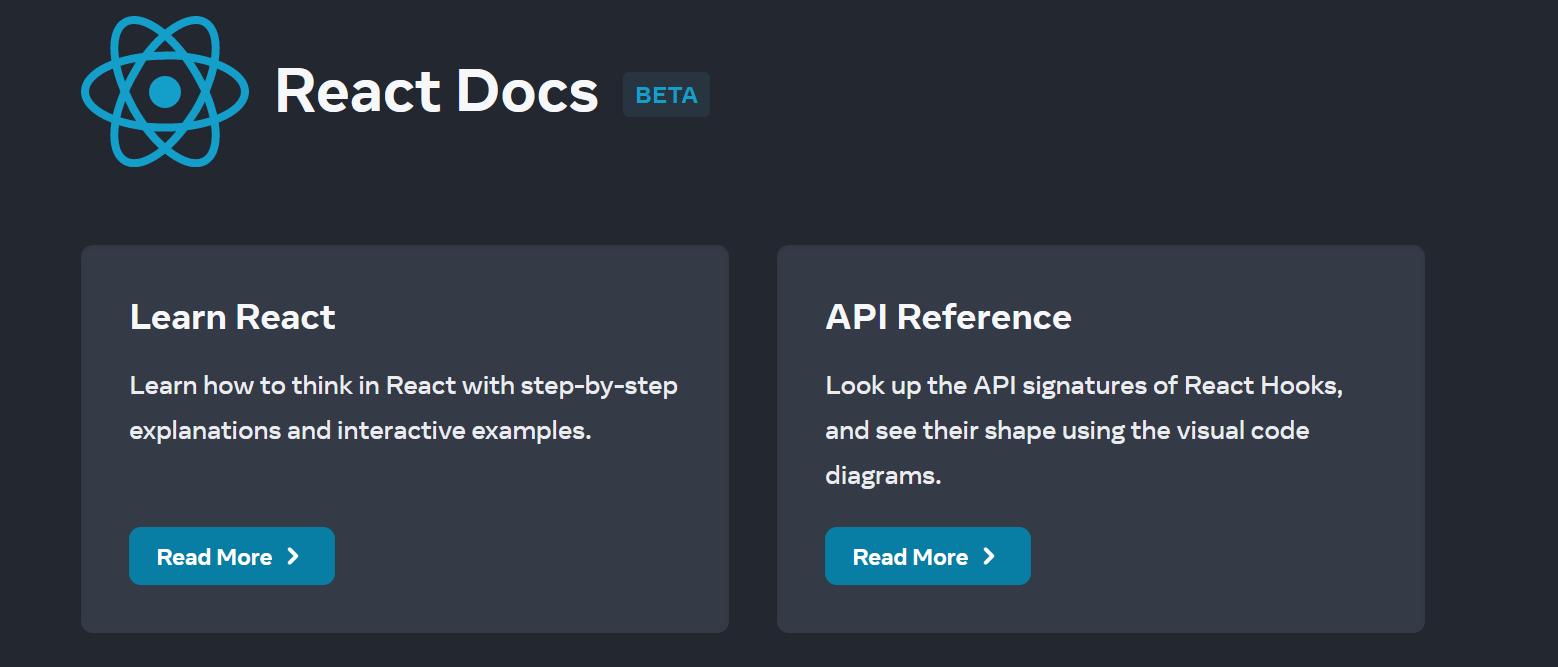 React Docs BETA
Learn React
Learn how to think in React with step-by-step
explanations and interactive examples.
Read More
API Reference
Look up the API signatures of React Hooks,
and see their shape using the visual code
diagrams.
Read More